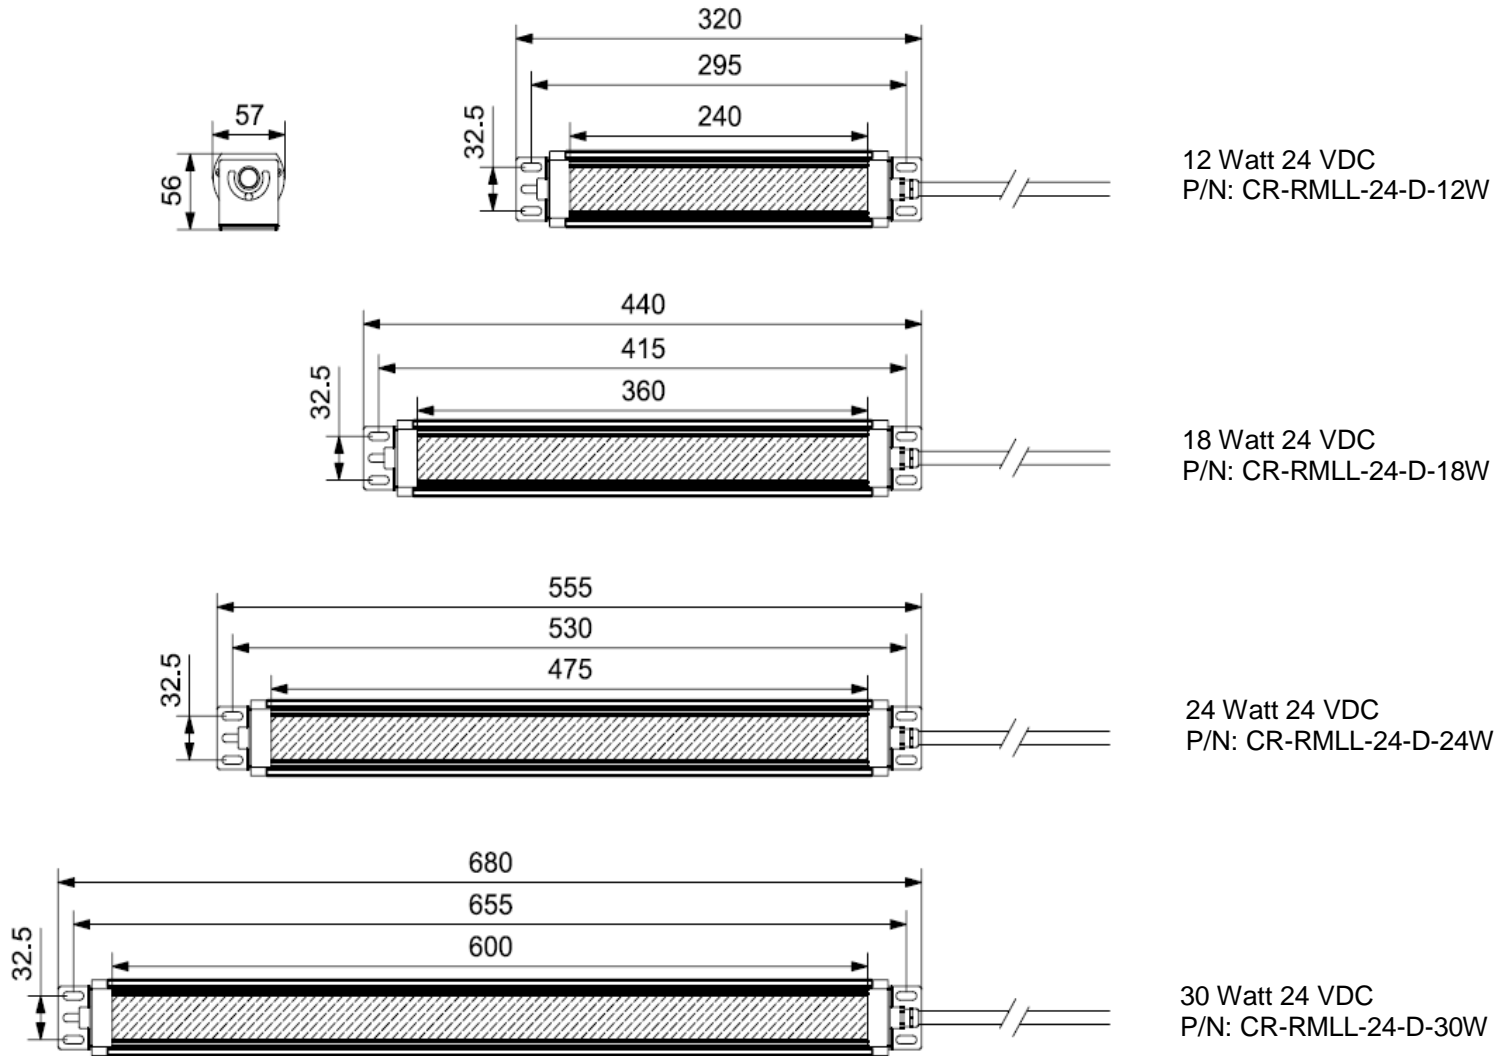 320
295
240
32.5
57
56
12 Watt 24 VDC
P/N: CR-RMLL-24-D-12W
440
415
360
32.5
18 Watt 24 VDC
P/N: CR-RMLL-24-D-18W
555
530
475
32.5
24 Watt 24 VDC
P/N: CR-RMLL-24-D-24W
680
655
600
32.5
30 Watt 24 VDC
P/N: CR-RMLL-24-D-30W